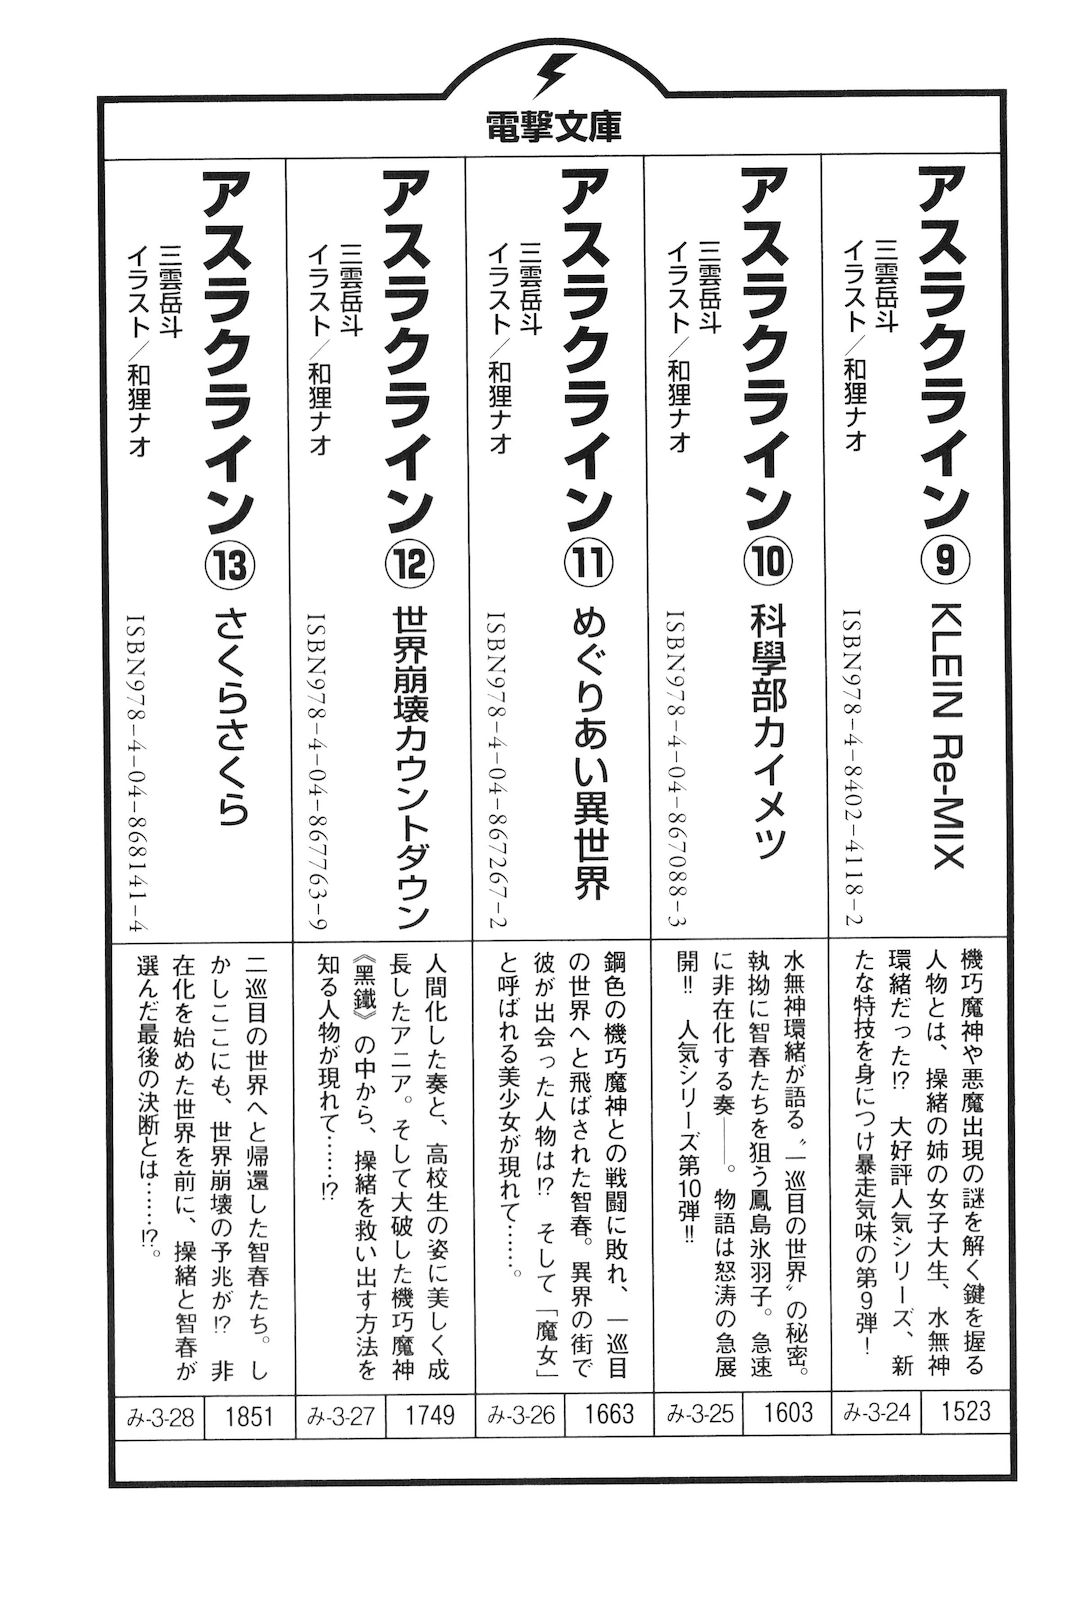 電撃文庫
アスラクライン⑨ KLEIN Re-MIX
三雲岳斗
イラスト／和狸ナオ
ISBN978-4-8402-4118-2
機巧魔神や悪魔出現の謎を解く鍵を握る
人物とは、操緒の姉の女子大生、水無神
環緒だった!? 大好評人気シリーズ、新
たな特技を身につけ暴走気味の第9弾！
み-3-24
1523
アスラクライン⑩ 科學部カイメツ
三雲岳斗
イラスト／和狸ナオ
ISBN978-4-04-867088-3
水無神環緒が語る〝一巡目の世界〟の秘密。
執拗に智春たちを狙う鳳島氷羽子。急速
に非在化する奏――。物語は怒涛の急展
開!! 人気シリーズ第10弾!!
み-3-25
1603
アスラクライン⑪ めぐりあい異世界
三雲岳斗
イラスト／和狸ナオ
ISBN978-4-04-867267-2
鋼色の機巧魔神との戦闘に敗れ、一巡目
の世界へと飛ばされた智春。異界の街で
彼が出会った人物は!? そして「魔女」
と呼ばれる美少女が現れて……。
み-3-26
1663
アスラクライン⑫ 世界崩壊カウントダウン
三雲岳斗
イラスト／和狸ナオ
ISBN978-4-04-867763-9
人間化した奏と、高校生の姿に美しく成
長したアニア。そして大破した機巧魔神
《黑鐵》の中から、操緒を救い出す方法を
知る人物が現れて……!?
み-3-27
1749
アスラクライン⑬ さくらさくら
三雲岳斗
イラスト／和狸ナオ
ISBN978-4-04-868141-4
二巡目の世界へと帰還した智春たち。し
かしここにも、世界崩壊の予兆が!? 非
在化を始めた世界を前に、操緒と智春が
選んだ最後の決断とは……!?。
み-3-28
1851